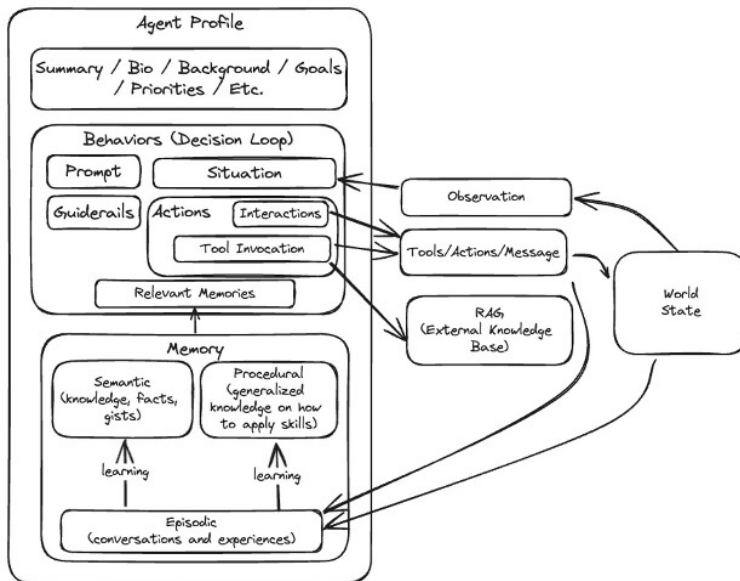 Agent Profile
Summary / Bio / Background / Goals
/ Priorities / Etc.
Behaviors (Decision Loop)
Prompt
Situation
Guiderails
Actions
Interactions
Tool Invocation
Relevant Memories
Observation
Tools/Actions/Message
RAG
(External Knowledge
Base)
World
State
Memory
Semantic
(knowledge, facts,
gists)
Procedural
(generalized
knowledge on how
to apply skills)
learning
learning
Episodic
(conversations and experiences)